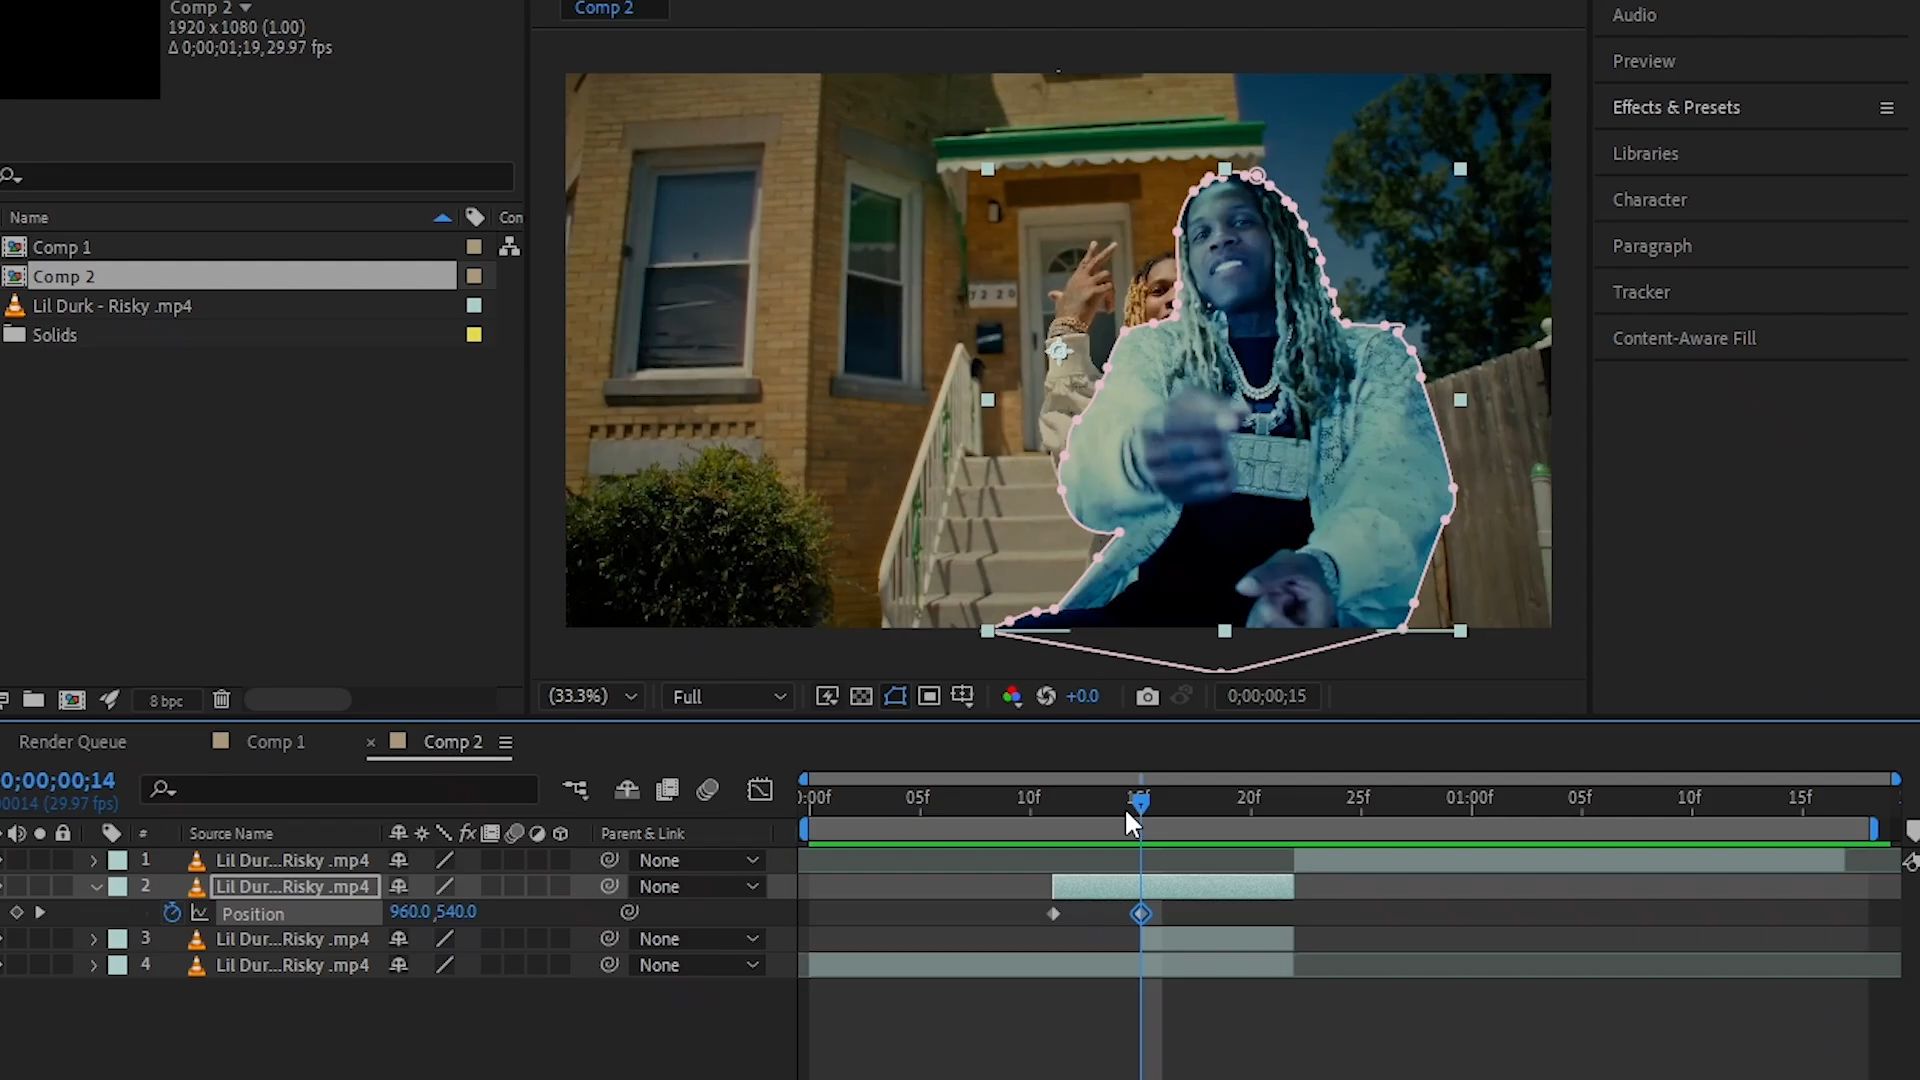 Comp 2
1920 x 1080 (1.00)
Δ 0;00;01;19, 29.97 fps
Name
Con
Comp 1
Comp 2
Lil Durk - Risky .mp4
Solids
8 bpc
Comp 2
7220
(33.3%)
Full
+0.0
0;00;00;15
Audio
Preview
Effects & Presets
Libraries
Character
Paragraph
Tracker
Content-Aware Fill
Render Queue
Comp 1
× Comp 2
0;00;00;14
00014 (29.97 fps)
):00f 05f 10f 15f 20f 25f 01:00f 05f 10f 15f
# Source Name fx Parent & Link
1 Lil Dur...Risky .mp4 None
2 Lil Dur...Risky .mp4 None
Position 960.0,540.0
3 Lil Dur...Risky .mp4 None
4 Lil Dur...Risky .mp4 None